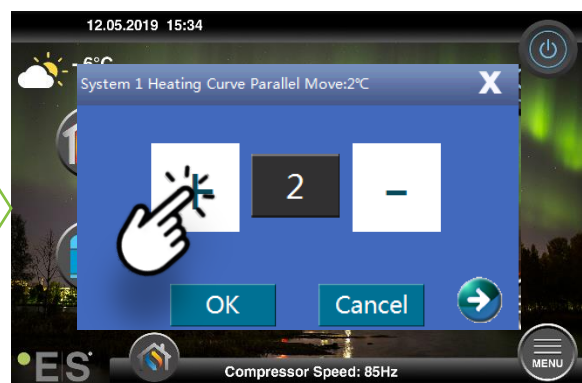 12.05.2019 15:34
-6°C
System 1 Heating Curve Parallel Move:2℃
X
+ 2 -
OK Cancel
ES
Compressor Speed: 85Hz
MENU